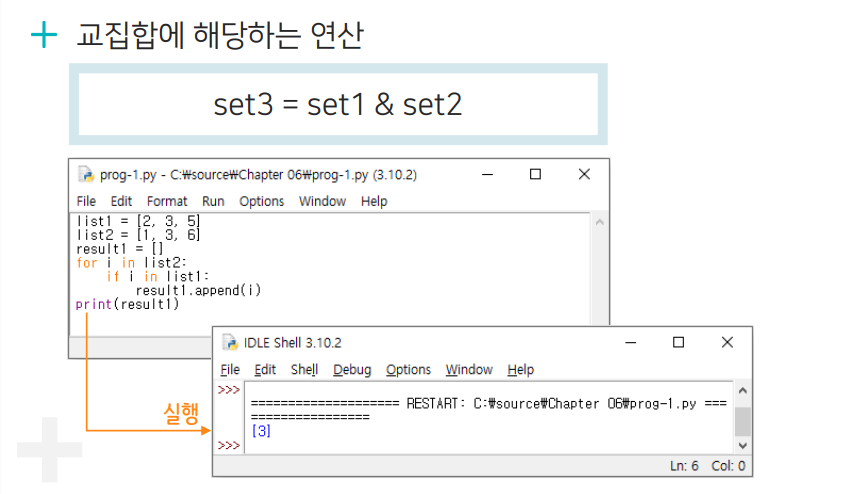 교집합에 해당하는 연산
set3 = set1 & set2
prog-1.py - C:₩source₩Chapter 06₩prog-1.py (3.10.2)
File Edit Format Run Options Window Help
list1 = [2, 3, 5]
list2 = [1, 3, 6]
result1 = []
for i in list2:
    if i in list1:
        result1.append(i)
print(result1)
실행
IDLE Shell 3.10.2
File Edit Shell Debug Options Window Help
>>>
==================== RESTART: C:₩source₩Chapter 06₩prog-1.py ===
================
[3]
>>>
Ln: 6 Col: 0